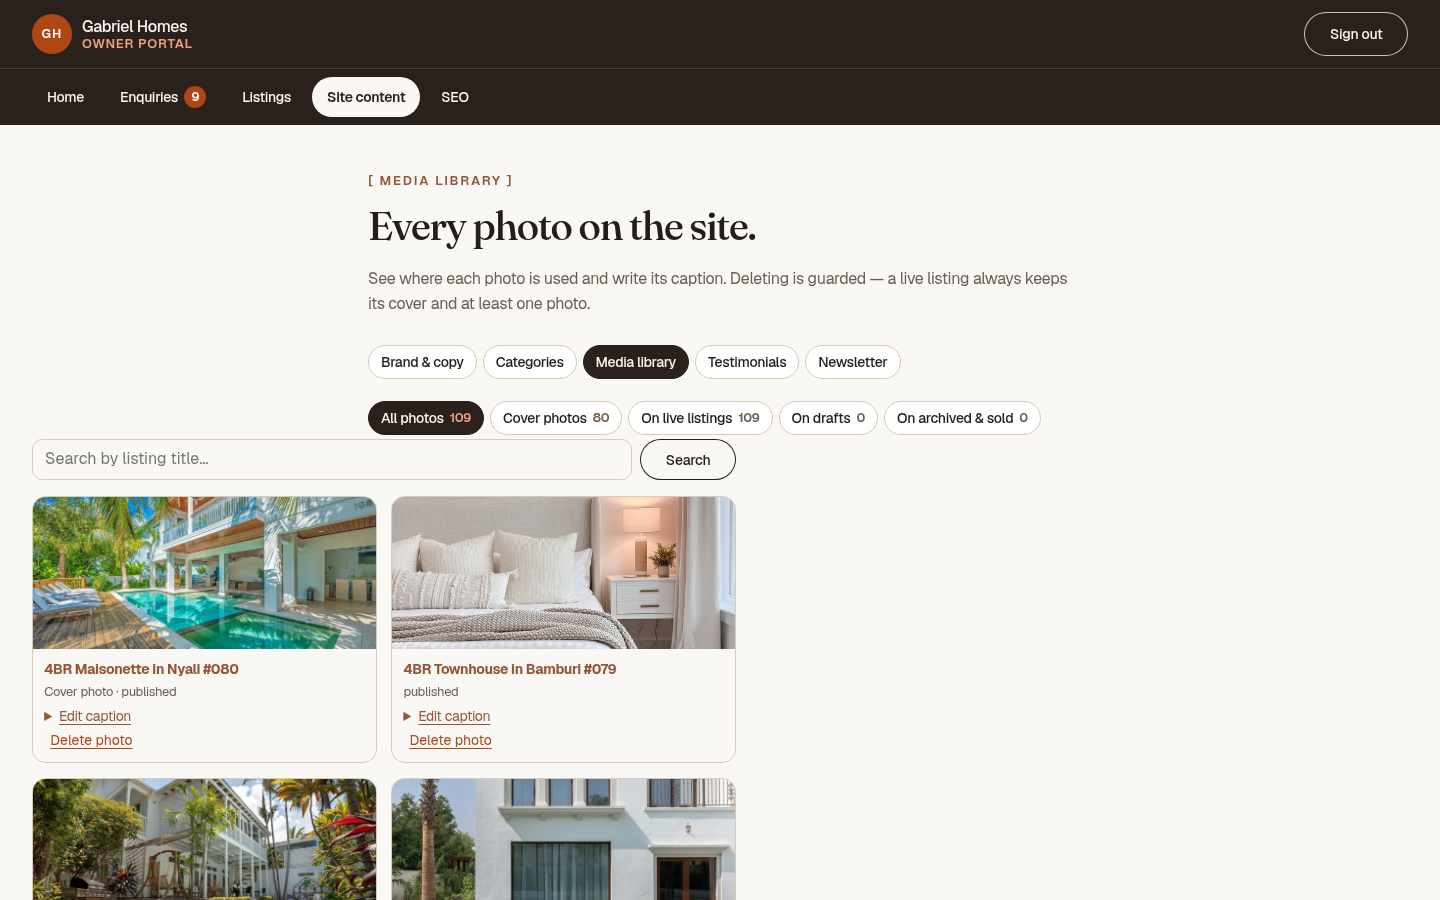 GH
Gabriel Homes
OWNER PORTAL
Sign out
Home
Enquiries 9
Listings
Site content
SEO
[ MEDIA LIBRARY ]
Every photo on the site.
See where each photo is used and write its caption. Deleting is guarded — a live listing always keeps
its cover and at least one photo.
Brand & copy
Categories
Media library
Testimonials
Newsletter
All photos 109
Cover photos 80
On live listings 109
On drafts 0
On archived & sold 0
Search by listing title...
Search
4BR Maisonette in Nyali #080
Cover photo · published
Edit caption
Delete photo
4BR Townhouse in Bamburi #079
published
Edit caption
Delete photo